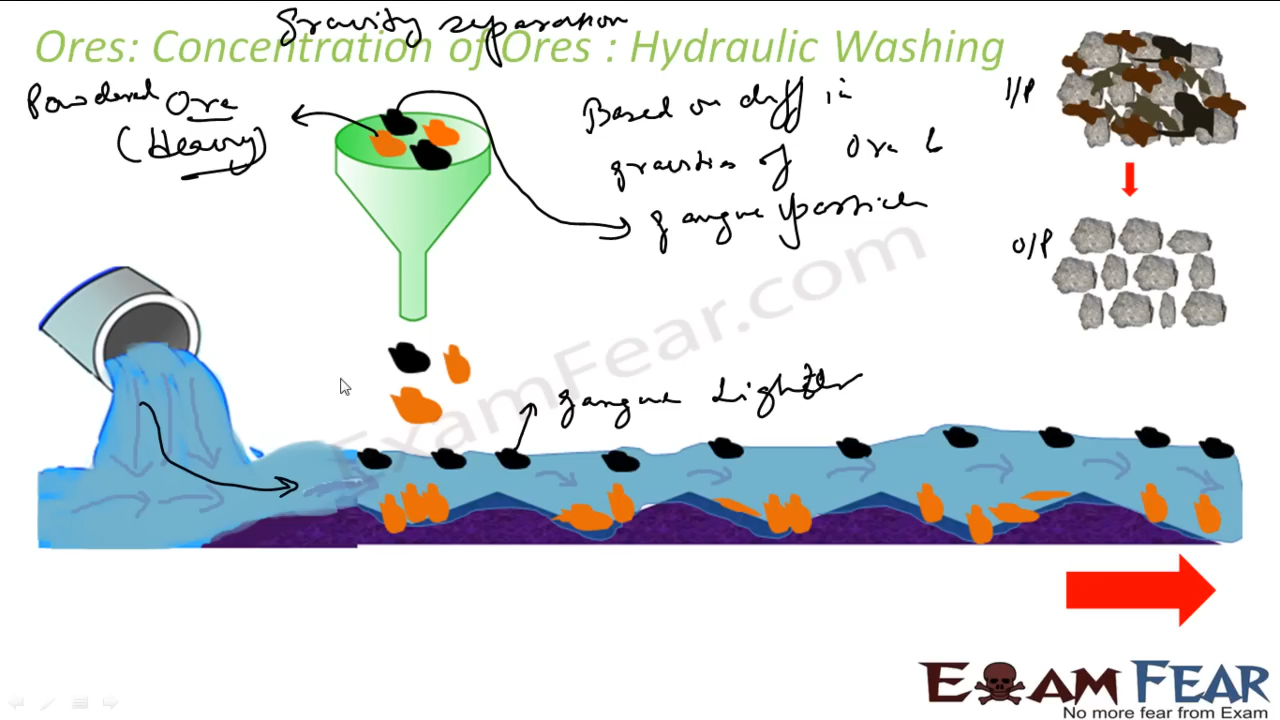 Gravity separation
Ores: Concentration of Ores : Hydraulic Washing
Powdered Ore
(Heavy)
Based on diff in
gravities of ore &
gangue particles
I/P
O/P
gangue Lighter
ExamFear.com
EXAM FEAR
No more fear from Exam